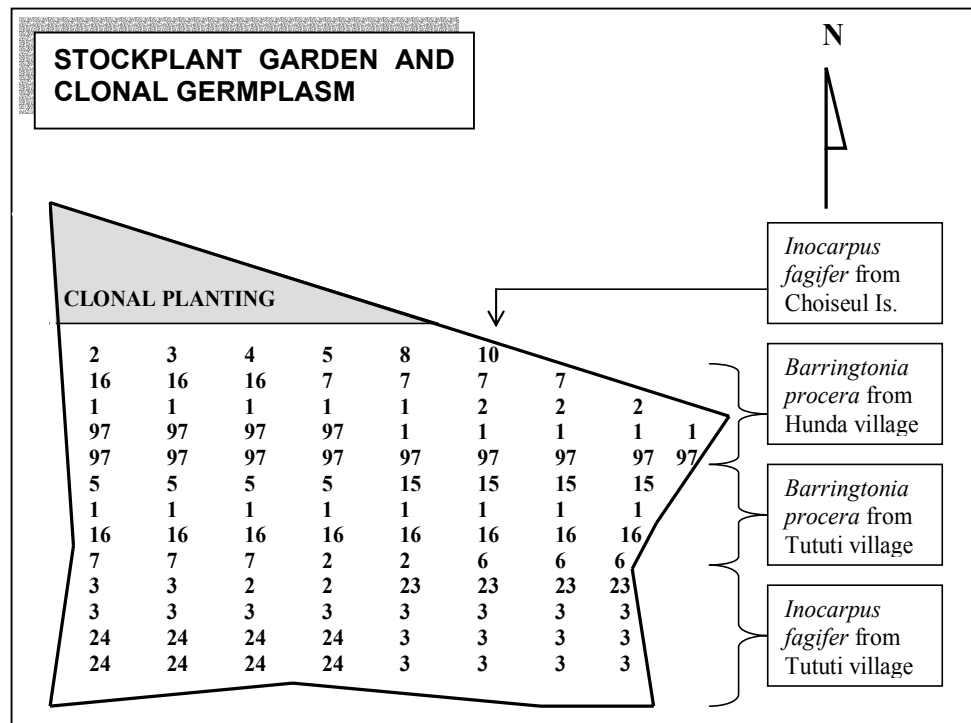 STOCKPLANT GARDEN AND
CLONAL GERMPLASM
N
Inocarpus
fagifer from
Choiseul Is.
CLONAL PLANTING
2 3 4 5 8 10
16 16 16 7 7 7 7
1 1 1 1 1 2 2 2
97 97 97 97 1 1 1 1 1
97 97 97 97 97 97 97 97 97
5 5 5 5 15 15 15 15
1 1 1 1 1 1 1 1
16 16 16 16 16 16 16 16
7 7 7 2 2 6 6 6
3 3 2 2 23 23 23 23
3 3 3 3 3 3 3 3
24 24 24 24 3 3 3 3
24 24 24 24 3 3 3 3
Barringtonia
procera from
Hunda village
Barringtonia
procera from
Tututi village
Inocarpus
fagifer from
Tututi village